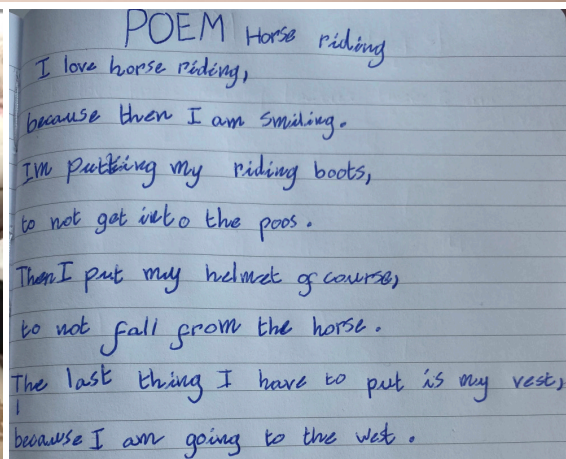 POEM Horse riding
I love horse riding,
because then I am smiling.
Im putting my riding boots,
to not get into the poos.
Then I put my helmet of course,
to not fall from the horse.
The last thing I have to put is my vest,
because I am going to the west.